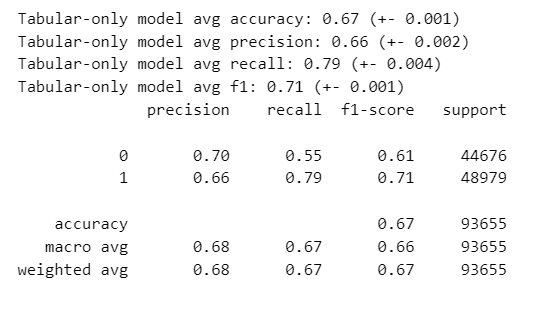 Tabular-only model avg accuracy: 0.67 (+- 0.001)
Tabular-only model avg precision: 0.66 (+- 0.002)
Tabular-only model avg recall: 0.79 (+- 0.004)
Tabular-only model avg f1: 0.71 (+- 0.001)
precision recall f1-score support
0 0.70 0.55 0.61 44676
1 0.66 0.79 0.71 48979
accuracy 0.67 93655
macro avg 0.68 0.67 0.66 93655
weighted avg 0.68 0.67 0.67 93655